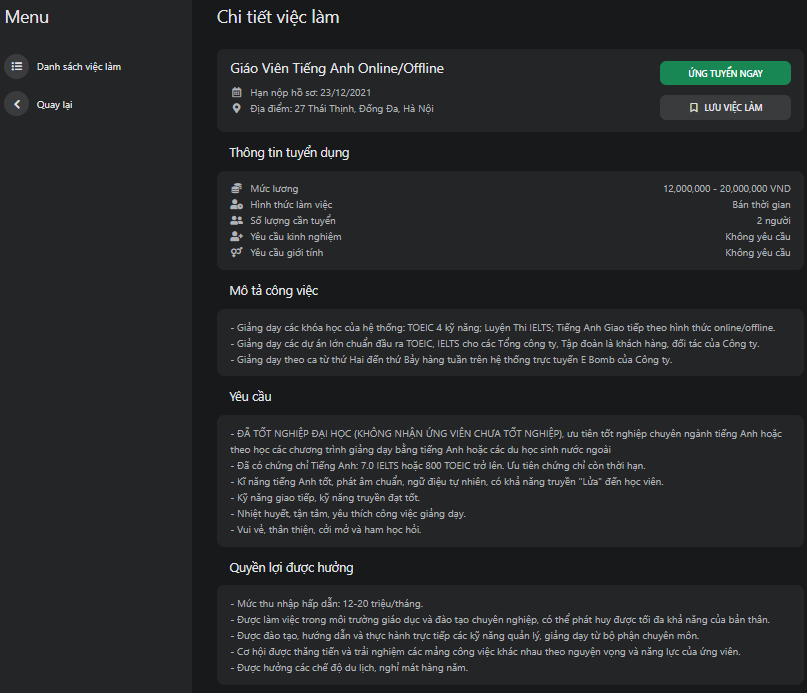 Menu
Danh sách việc làm
Quay lại
Chi tiết việc làm
Giáo Viên Tiếng Anh Online/Offline
Hạn nộp hồ sơ: 23/12/2021
Địa điểm: 27 Thái Thịnh, Đống Đa, Hà Nội
ỨNG TUYỂN NGAY
LƯU VIỆC LÀM
Thông tin tuyển dụng
Mức lương 12,000,000 - 20,000,000 VND
Hình thức làm việc Bán thời gian
Số lượng cần tuyển 2 người
Yêu cầu kinh nghiệm Không yêu cầu
Yêu cầu giới tính Không yêu cầu
Mô tả công việc
- Giảng dạy các khóa học của hệ thống: TOEIC 4 kỹ năng; Luyện Thi IELTS; Tiếng Anh Giao tiếp theo hình thức online/offline.
- Giảng dạy các dự án lớn chuẩn đầu ra TOEIC, IELTS cho các Tổng công ty, Tập đoàn là khách hàng, đối tác của Công ty.
- Giảng dạy theo ca từ thứ Hai đến thứ Bảy hàng tuần trên hệ thống trực tuyến E Bomb của Công ty.
Yêu cầu
- ĐÃ TỐT NGHIỆP ĐẠI HỌC (KHÔNG NHẬN ỨNG VIÊN CHƯA TỐT NGHIỆP), ưu tiên tốt nghiệp chuyên ngành tiếng Anh hoặc
theo học các chương trình giảng dạy bằng tiếng Anh hoặc các du học sinh nước ngoài
- Đã có chứng chỉ Tiếng Anh: 7.0 IELTS hoặc 800 TOEIC trở lên. Ưu tiên chứng chỉ còn thời hạn.
- Kĩ năng tiếng Anh tốt, phát âm chuẩn, ngữ điệu tự nhiên, có khả năng truyền "Lửa" đến học viên.
- Kỹ năng giao tiếp, kỹ năng truyền đạt tốt.
- Nhiệt huyết, tận tâm, yêu thích công việc giảng dạy.
- Vui vẻ, thân thiện, cởi mở và ham học hỏi.
Quyền lợi được hưởng
- Mức thu nhập hấp dẫn: 12-20 triệu/tháng.
- Được làm việc trong môi trường giáo dục và đào tạo chuyên nghiệp, có thể phát huy được tối đa khả năng của bản thân.
- Được đào tạo, hướng dẫn và thực hành trực tiếp các kỹ năng quản lý, giảng dạy từ bộ phận chuyên môn.
- Cơ hội được thăng tiến và trải nghiệm các mảng công việc khác nhau theo nguyện vọng và năng lực của ứng viên.
- Được hưởng các chế độ du lịch, nghỉ mát hàng năm.